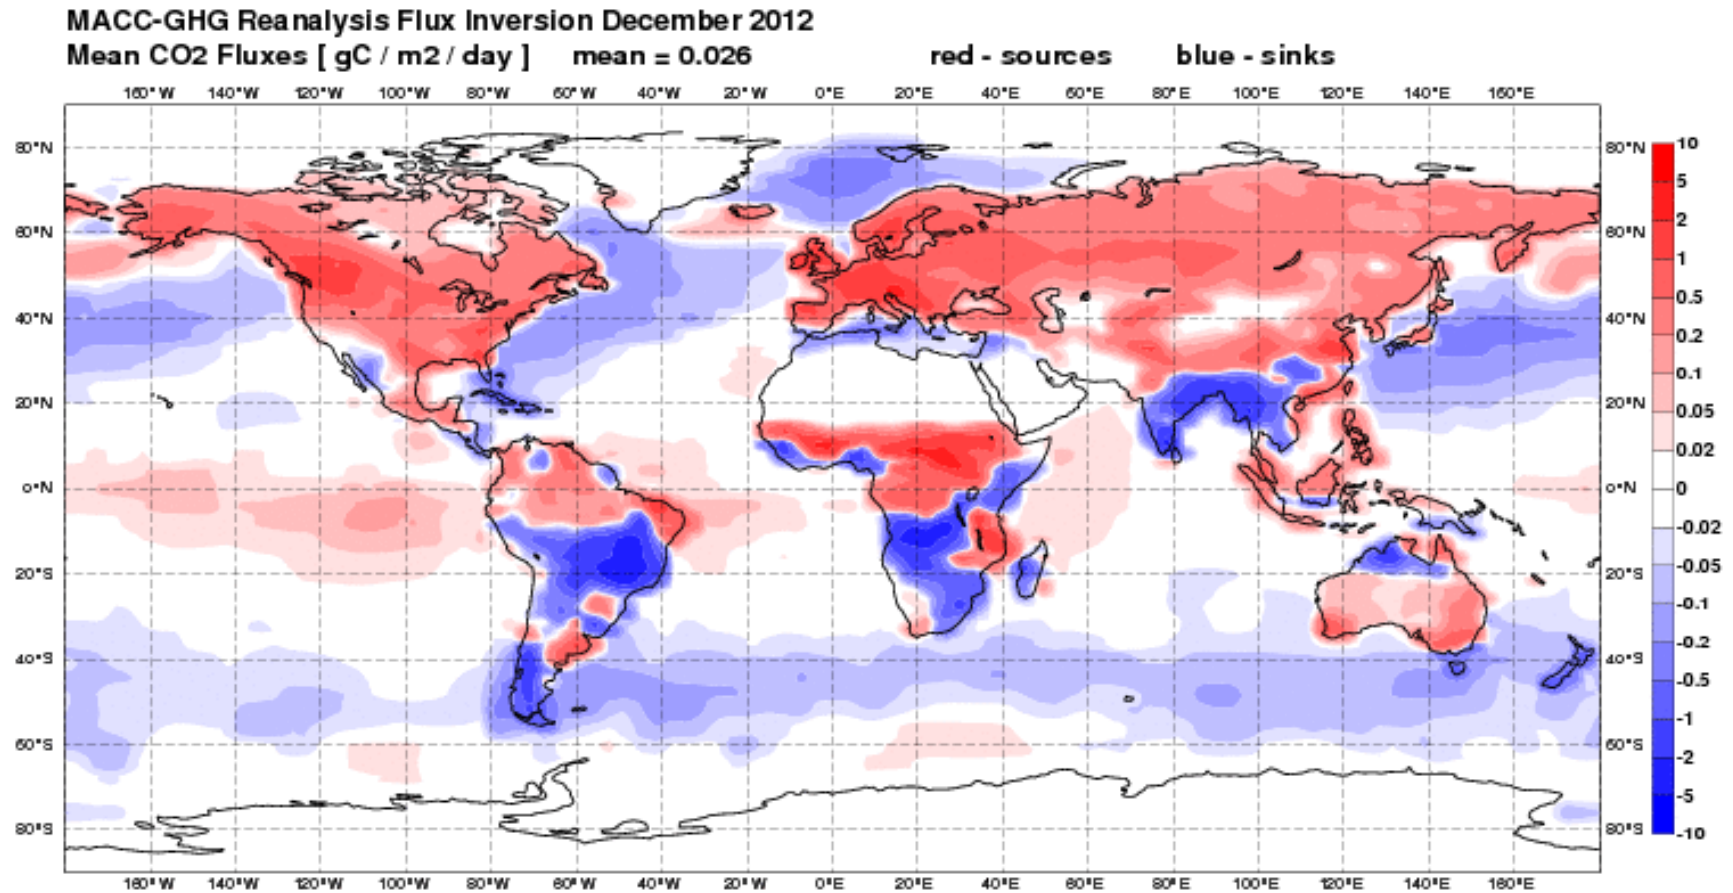 MACC-GHG Reanalysis Flux Inversion December 2012
Mean CO2 Fluxes [ gC / m2 / day ] mean = 0.026 red - sources blue - sinks
160°W 140°W 120°W 100°W 80°W 60°W 40°W 20°W 0°E 20°E 40°E 60°E 80°E 100°E 120°E 140°E 160°E
80°N 80°N
60°N 60°N
40°N 40°N
20°N 20°N
0°N 0°N
20°S 20°S
40°S 40°S
60°S 60°S
80°S 80°S
10
5
2
1
0.5
0.2
0.1
0.05
0.02
0
-0.02
-0.05
-0.1
-0.2
-0.5
-1
-2
-5
-10
160°W 140°W 120°W 100°W 80°W 60°W 40°W 20°W 0°E 20°E 40°E 60°E 80°E 100°E 120°E 140°E 160°E